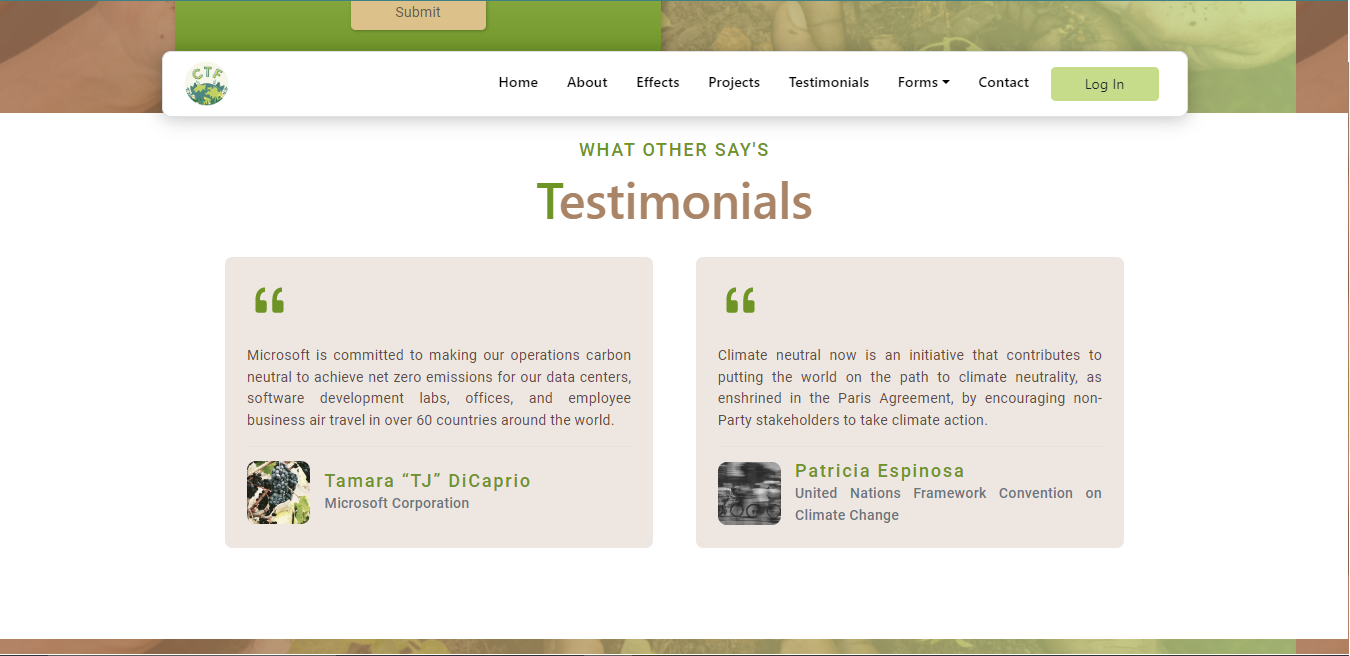 Submit
CTF
Home About Effects Projects Testimonials Forms Contact Log In
WHAT OTHER SAY'S
Testimonials
Microsoft is committed to making our operations carbon
neutral to achieve net zero emissions for our data centers,
software development labs, offices, and employee
business air travel in over 60 countries around the world.
Tamara “TJ” DiCaprio
Microsoft Corporation
Climate neutral now is an initiative that contributes to
putting the world on the path to climate neutrality, as
enshrined in the Paris Agreement, by encouraging non-
Party stakeholders to take climate action.
Patricia Espinosa
United Nations Framework Convention on
Climate Change